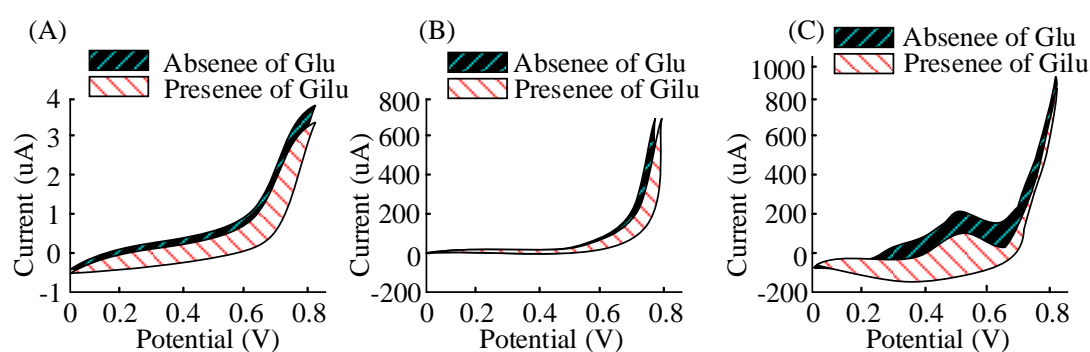 (A)
Absenee of Glu
Presenee of Gilu
4
3
2
1
0
-1
Current (uA)
0 0.2 0.4 0.6 0.8
Potential (V)
(B)
Absenee of Glu
Presenee of Gilu
800
600
400
200
0
-200
Current (uA)
0 0.2 0.4 0.6 0.8
Potential (V)
(C)
Absenee of Glu
Presenee of Gilu
1000
800
600
400
200
0
-200
Current (uA)
0 0.2 0.4 0.6 0.8
Potential (V)